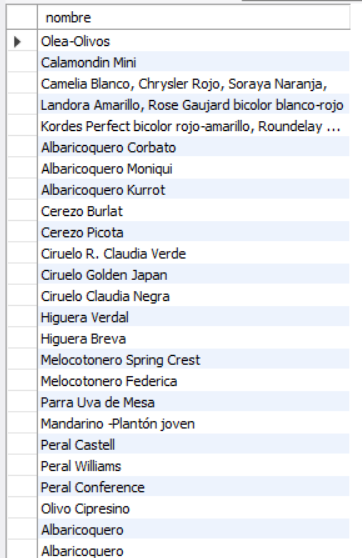 nombre
Olea-Olivos
Calamondin Mini
Camelia Blanco, Chrysler Rojo, Soraya Naranja,
Landora Amarillo, Rose Gaujard bicolor blanco-rojo
Kordes Perfect bicolor rojo-amarillo, Roundelay ...
Albaricoquero Corbato
Albaricoquero Moniqui
Albaricoquero Kurrot
Cerezo Burlat
Cerezo Picota
Ciruelo R. Claudia Verde
Ciruelo Golden Japan
Ciruelo Claudia Negra
Higuera Verdal
Higuera Breva
Melocotonero Spring Crest
Melocotonero Federica
Parra Uva de Mesa
Mandarino -Plantón joven
Peral Castell
Peral Williams
Peral Conference
Olivo Cipresino
Albaricoquero
Albaricoquero